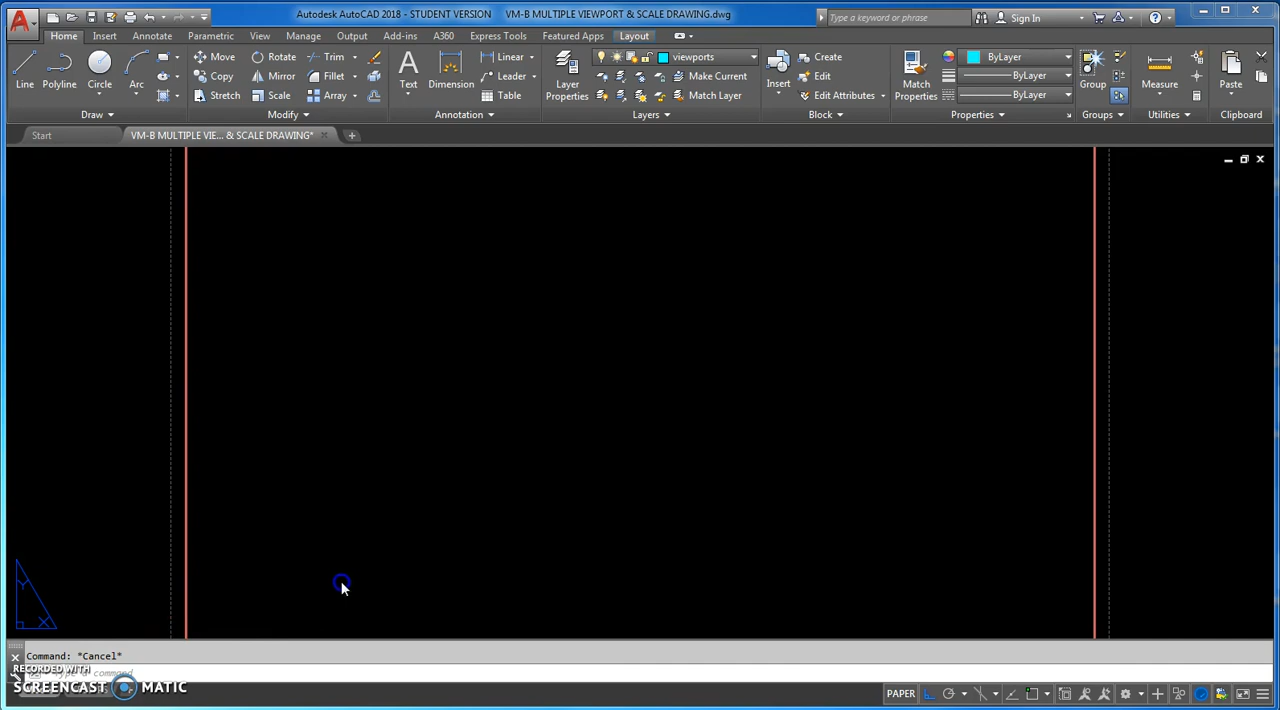 Autodesk AutoCAD 2018 - STUDENT VERSION VM-B MULTIPLE VIEWPORT & SCALE DRAWING.dwg
Type a keyword or phrase
Sign In
Home Insert Annotate Parametric View Manage Output Add-ins A360 Express Tools Featured Apps Layout
Line Polyline Circle Arc
Move Rotate Trim
Copy Mirror Fillet
Stretch Scale Array
Text Dimension
Linear
Leader
Table
Layer Properties
viewports
Make Current
Match Layer
Insert
Create
Edit
Edit Attributes
Match Properties
ByLayer
ByLayer
ByLayer
Group
Measure
Paste
Draw Modify Annotation Layers Block Properties Groups Utilities Clipboard
Start VM-B MULTIPLE VIE... & SCALE DRAWING*
Y
X
Command: *Cancel*
Type a command
RECORDED WITH
SCREENCAST MATIC
PAPER